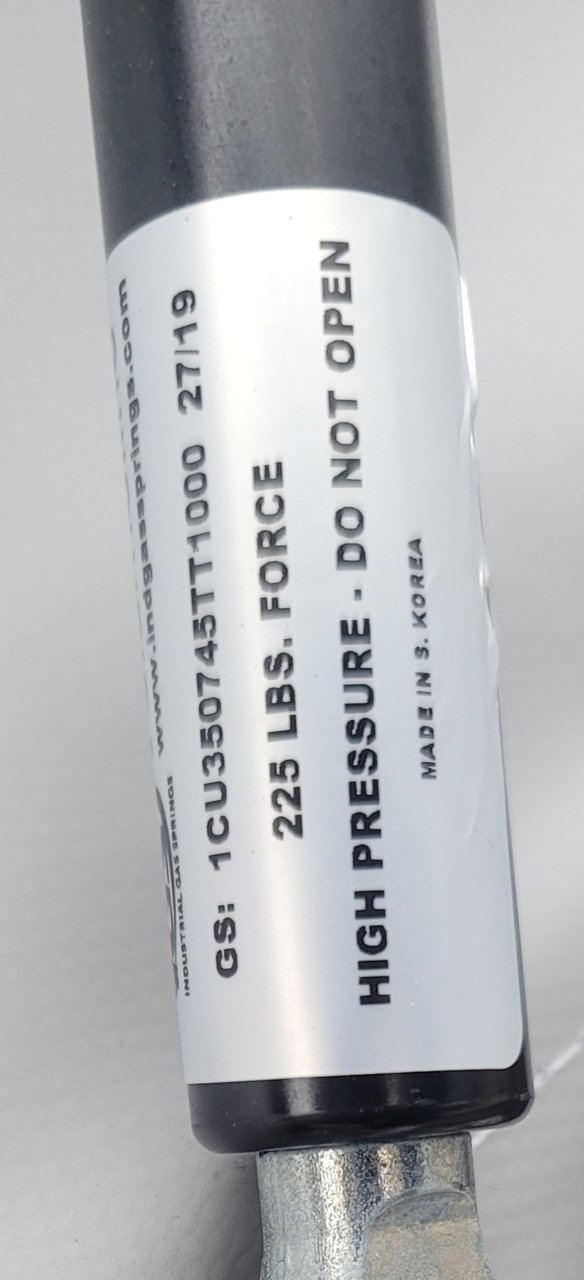 www.indgassprings.com
INDUSTRIAL GAS SPRINGS
GS: 1CU350745TT1000 27/19
225 LBS. FORCE
HIGH PRESSURE - DO NOT OPEN
MADE IN S. KOREA